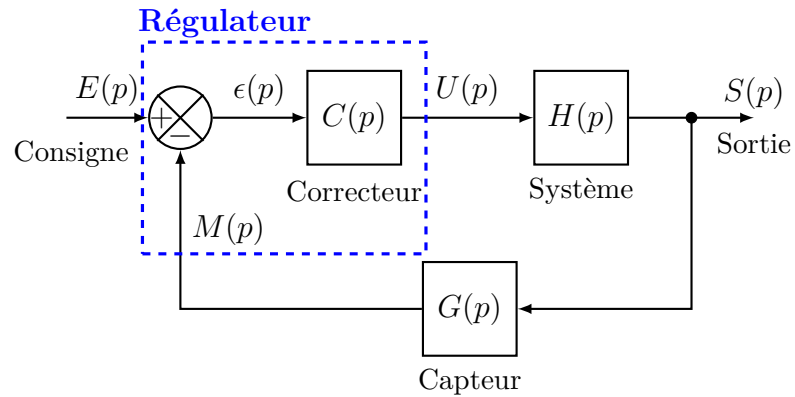 Régulateur
E(p)
ϵ(p)
U(p)
S(p)
+
−
C(p)
H(p)
Consigne
Sortie
Correcteur
Système
M(p)
G(p)
Capteur